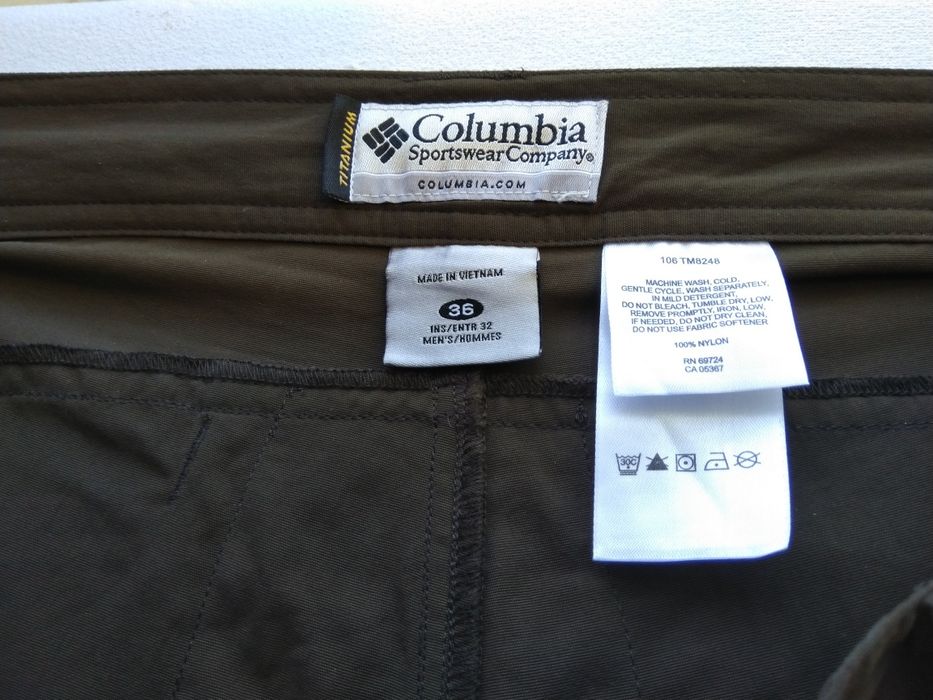 TITANIUM
Columbia
Sportswear Company®
COLUMBIA.COM
MADE IN VIETNAM
36
INS/ENTR 32
MEN'S/HOMMES
106 TM8248
MACHINE WASH, COLD,
GENTLE CYCLE, WASH SEPARATELY,
IN MILD DETERGENT,
DO NOT BLEACH, TUMBLE DRY, LOW,
REMOVE PROMPTLY, IRON, LOW,
IF NEEDED, DO NOT DRY CLEAN,
DO NOT USE FABRIC SOFTENER
100% NYLON
RN 69724
CA 05367
30C